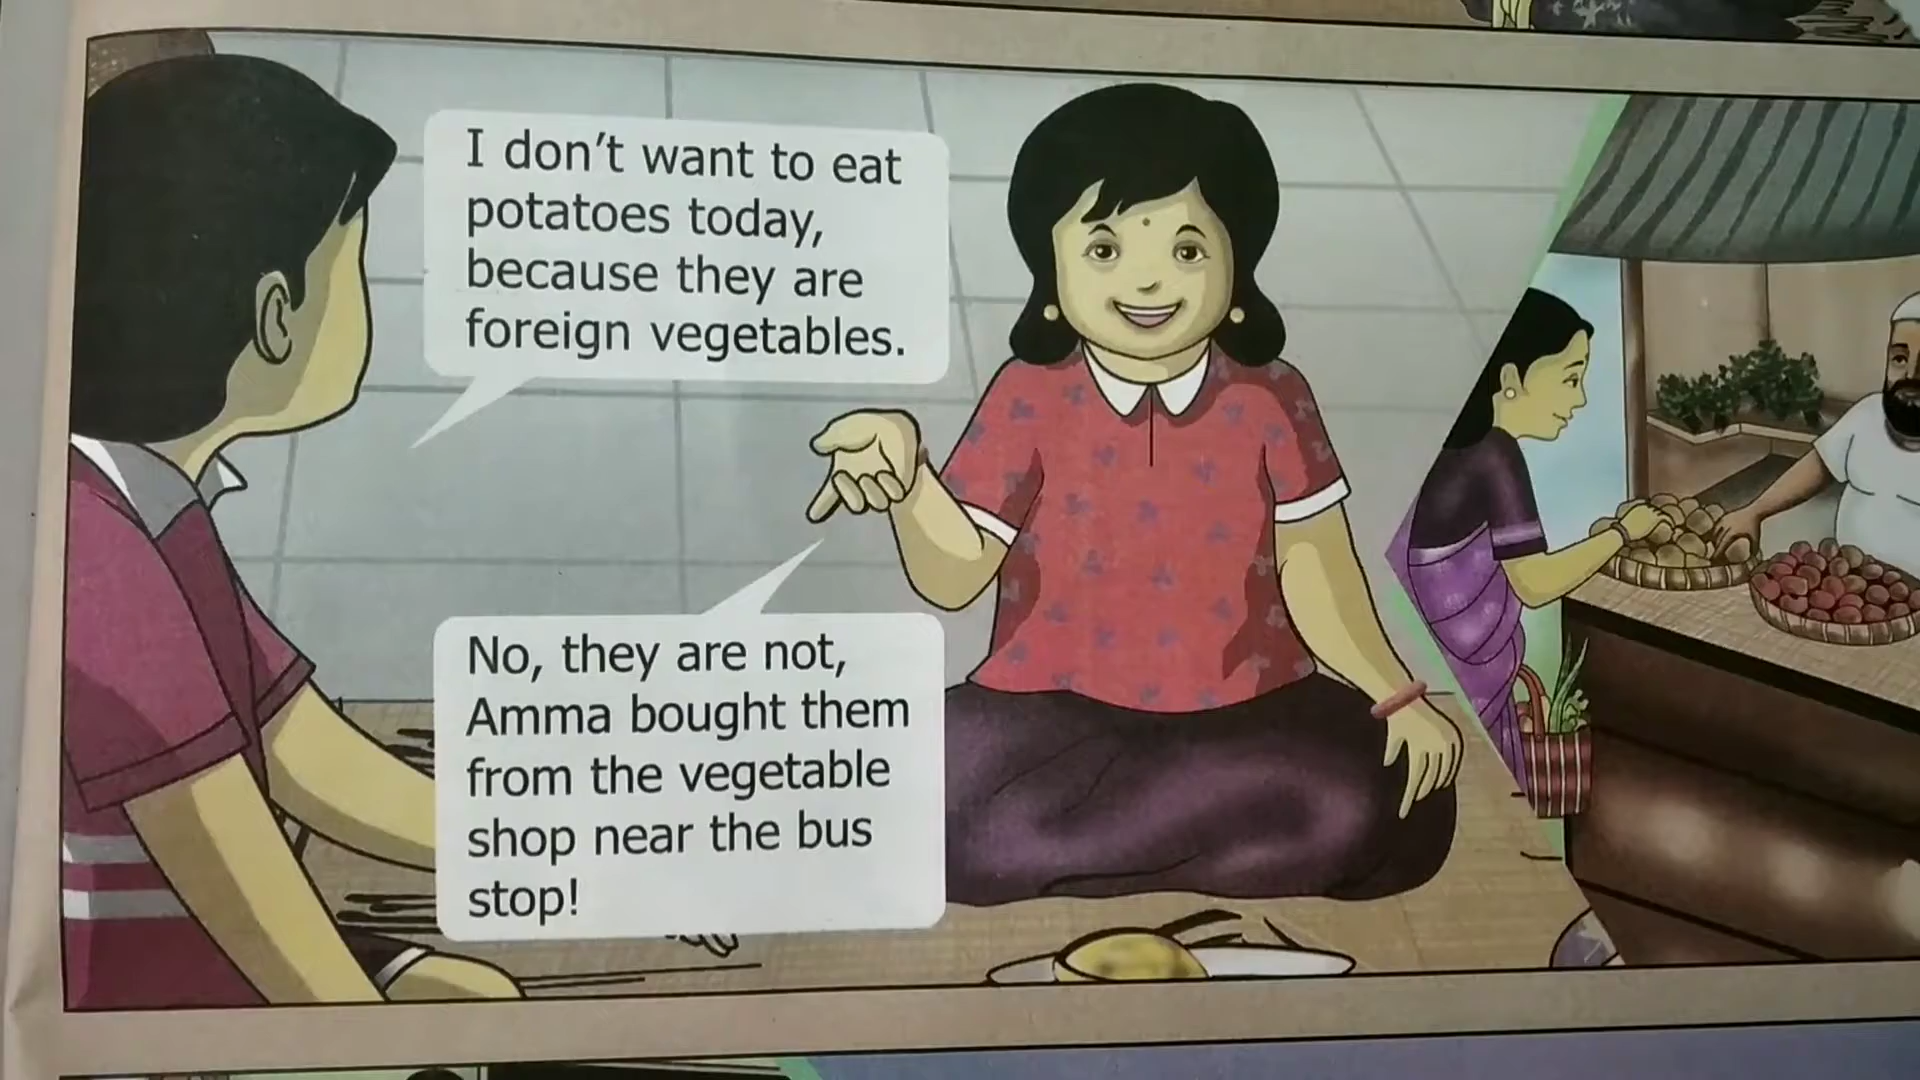 I don't want to eat
potatoes today,
because they are
foreign vegetables.
No, they are not,
Amma bought them
from the vegetable
shop near the bus
stop!